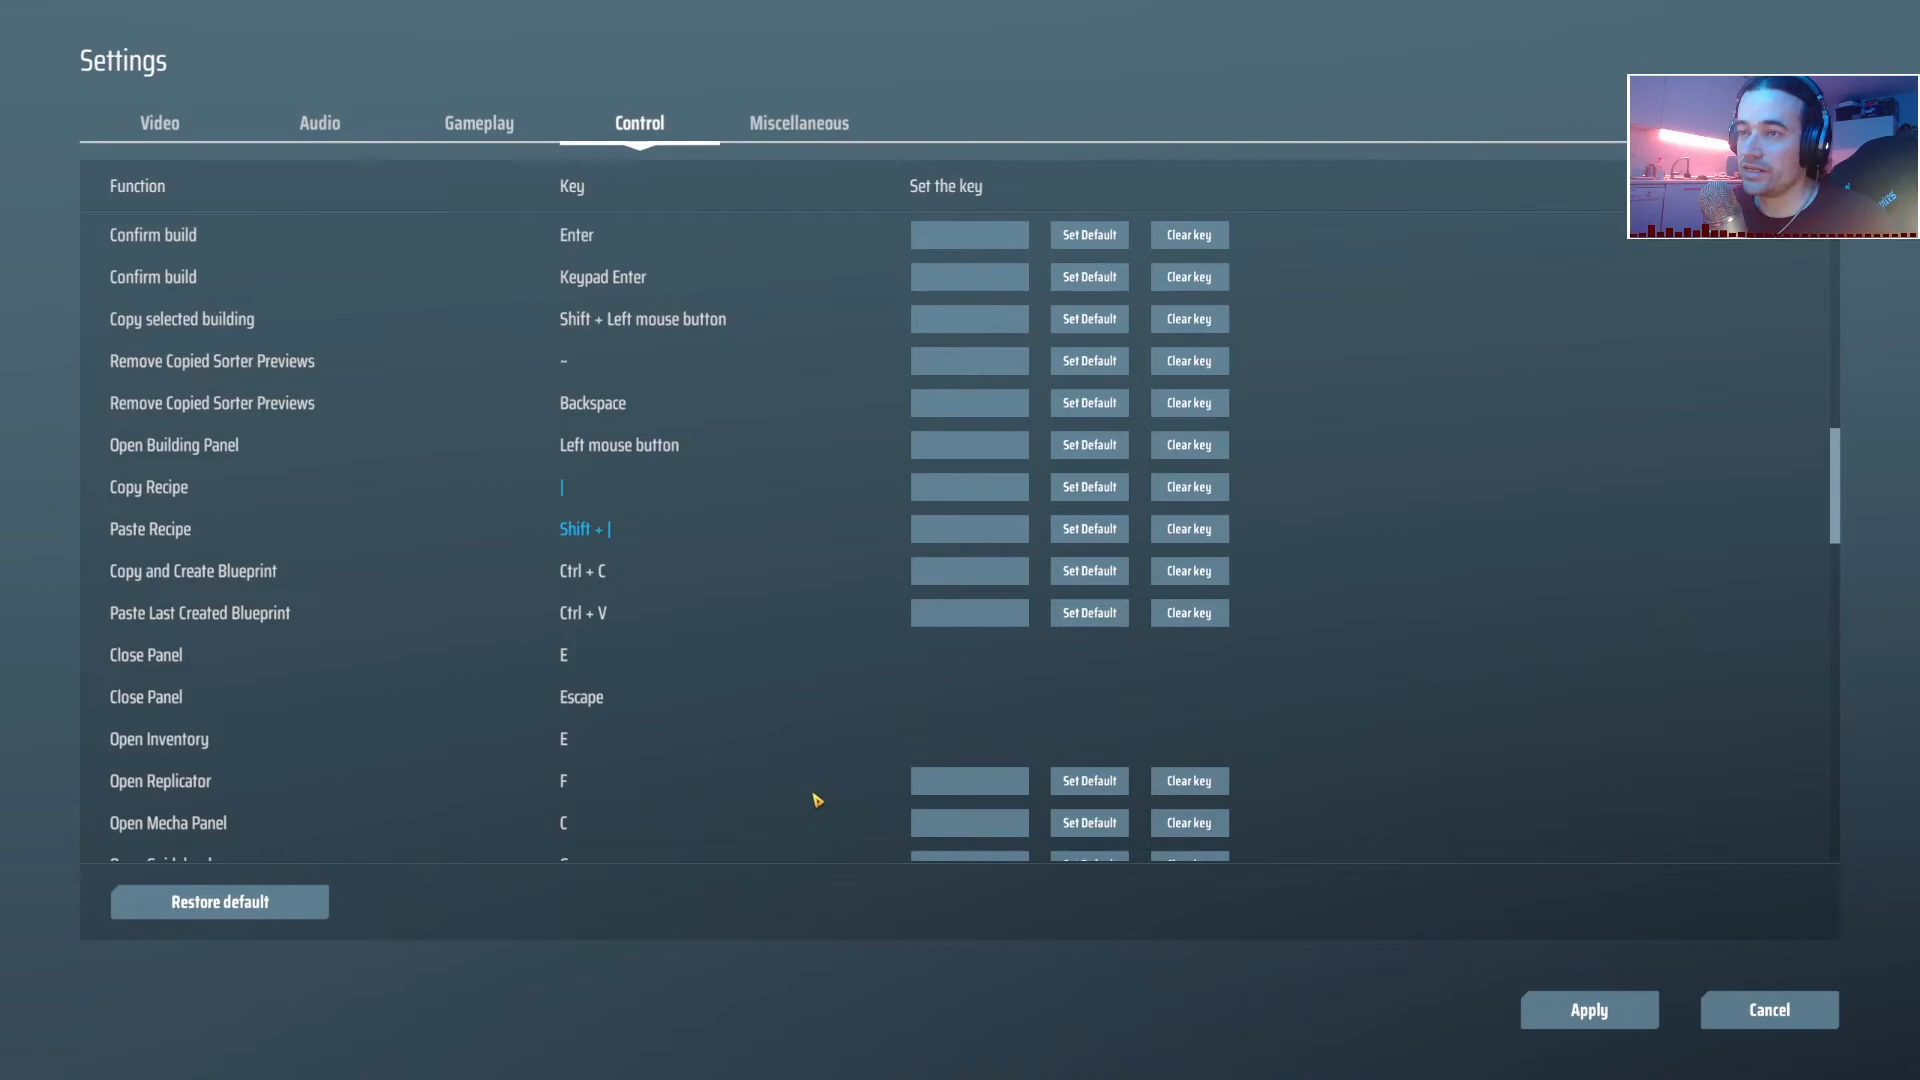 Settings
Video Audio Gameplay Control Miscellaneous
Function Key Set the key
Confirm build Enter Set Default Clear key
Confirm build Keypad Enter Set Default Clear key
Copy selected building Shift + Left mouse button Set Default Clear key
Remove Copied Sorter Previews ~ Set Default Clear key
Remove Copied Sorter Previews Backspace Set Default Clear key
Open Building Panel Left mouse button Set Default Clear key
Copy Recipe | Set Default Clear key
Paste Recipe Shift + | Set Default Clear key
Copy and Create Blueprint Ctrl + C Set Default Clear key
Paste Last Created Blueprint Ctrl + V Set Default Clear key
Close Panel E
Close Panel Escape
Open Inventory E
Open Replicator F Set Default Clear key
Open Mecha Panel C Set Default Clear key
Restore default
Apply Cancel